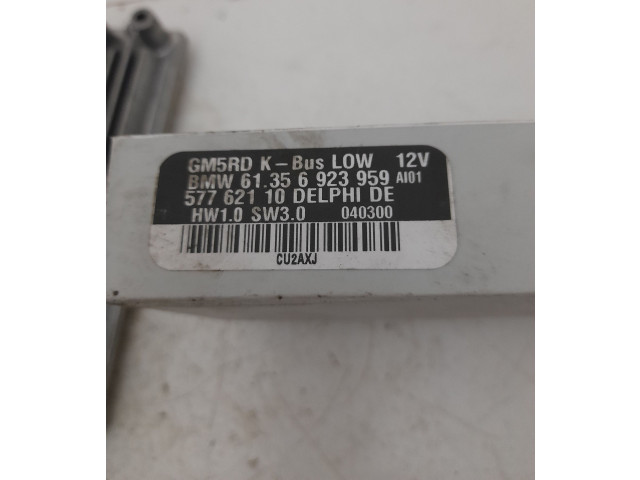 GM5RD K-Bus LOW 12V
BMW 61.35 6 923 959 AI01
577 621 10 DELPHI DE
HW1.0 SW3.0 040300
CU2AXJ